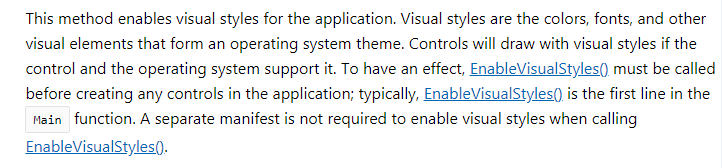 This method enables visual styles for the application. Visual styles are the colors, fonts, and other
visual elements that form an operating system theme. Controls will draw with visual styles if the
control and the operating system support it. To have an effect, EnableVisualStyles() must be called
before creating any controls in the application; typically, EnableVisualStyles() is the first line in the
Main function. A separate manifest is not required to enable visual styles when calling
EnableVisualStyles().